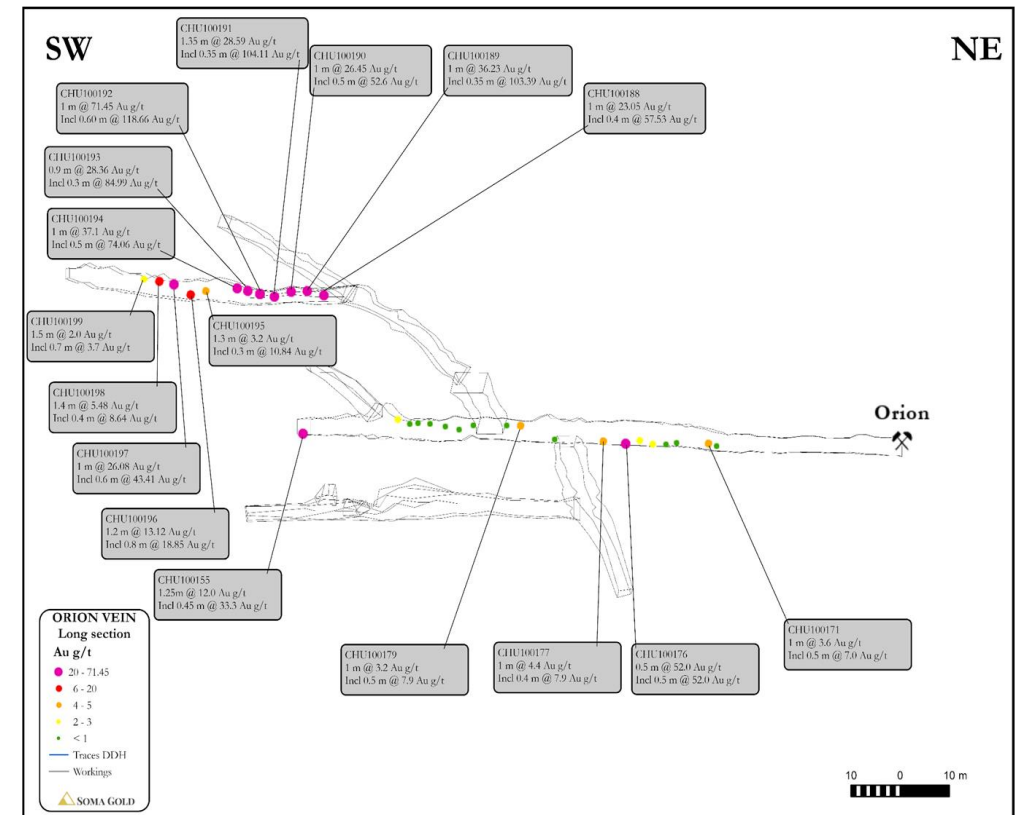 SW
NE
CHU100191
1.35 m @ 28.59 Au g/t
Incl 0.35 m @ 104.11 Au g/t
CHU100190
1 m @ 26.45 Au g/t
Incl 0.5 m @ 52.6 Au g/t
CHU100189
1 m @ 36.23 Au g/t
Incl 0.35 m @ 103.39 Au g/t
CHU100188
1 m @ 23.05 Au g/t
Incl 0.4 m @ 57.53 Au g/t
CHU100192
1 m @ 71.45 Au g/t
Incl 0.60 m @ 118.66 Au g/t
CHU100193
0.9 m @ 28.36 Au g/t
Incl 0.3 m @ 84.99 Au g/t
CHU100194
1 m @ 37.1 Au g/t
Incl 0.5 m @ 74.06 Au g/t
CHU100199
1.5 m @ 2.0 Au g/t
Incl 0.7 m @ 3.7 Au g/t
CHU100195
1.3 m @ 3.2 Au g/t
Incl 0.3 m @ 10.84 Au g/t
CHU100198
1.4 m @ 5.48 Au g/t
Incl 0.4 m @ 8.64 Au g/t
Orion
CHU100197
1 m @ 26.08 Au g/t
Incl 0.6 m @ 43.41 Au g/t
CHU100196
1.2 m @ 13.12 Au g/t
Incl 0.8 m @ 18.85 Au g/t
CHU100155
1.25m @ 12.0 Au g/t
Incl 0.45 m @ 33.3 Au g/t
CHU100179
1 m @ 3.2 Au g/t
Incl 0.5 m @ 7.9 Au g/t
CHU100177
1 m @ 4.4 Au g/t
Incl 0.4 m @ 7.9 Au g/t
CHU100176
0.5 m @ 52.0 Au g/t
Incl 0.5 m @ 52.0 Au g/t
CHU100171
1 m @ 3.6 Au g/t
Incl 0.5 m @ 7.0 Au g/t
ORION VEIN
Long section
Au g/t
20 - 71.45
6 - 20
4 - 5
2 - 3
< 1
Traces DDH
Workings
SOMA GOLD
10 0 10 m